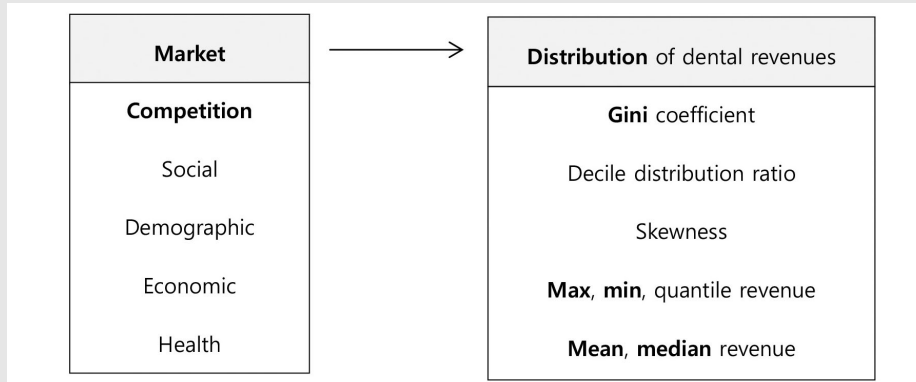 Market
Competition
Social
Demographic
Economic
Health
Distribution of dental revenues
Gini coefficient
Decile distribution ratio
Skewness
Max, min, quantile revenue
Mean, median revenue